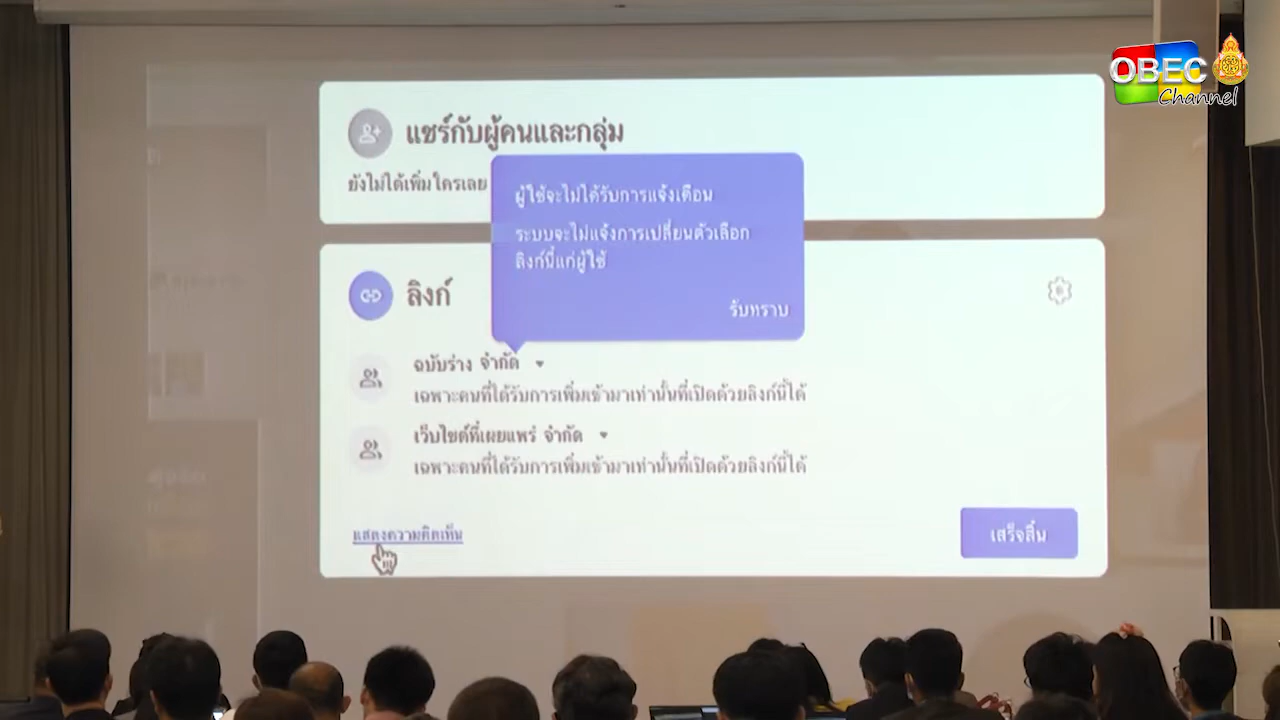 OBEC
Channel
แชร์กับผู้คนและกลุ่ม
ยังไม่ได้เพิ่มใครเลย
ผู้ใช้จะไม่ได้รับการแจ้งเตือน
ระบบจะไม่แจ้งการเปลี่ยนตัวเลือก
ลิงก์นี้แก่ผู้ใช้
รับทราบ
ลิงก์
ฉบับร่าง จำกัด
เฉพาะคนที่ได้รับการเพิ่มเข้ามาเท่านั้นที่เปิดด้วยลิงก์นี้ได้
เว็บไซต์ที่เผยแพร่ จำกัด
เฉพาะคนที่ได้รับการเพิ่มเข้ามาเท่านั้นที่เปิดด้วยลิงก์นี้ได้
แสดงความคิดเห็น
เสร็จสิ้น